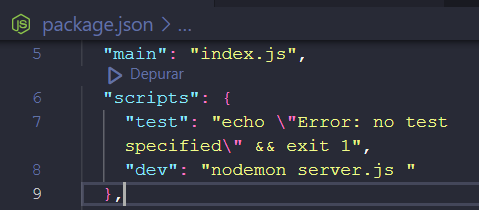 JS package.json > ...
5 "main": "index.js",
Depurar
6 "scripts": {
7 "test": "echo \"Error: no test
specified\" && exit 1",
8 "dev": "nodemon server.js "
9 },